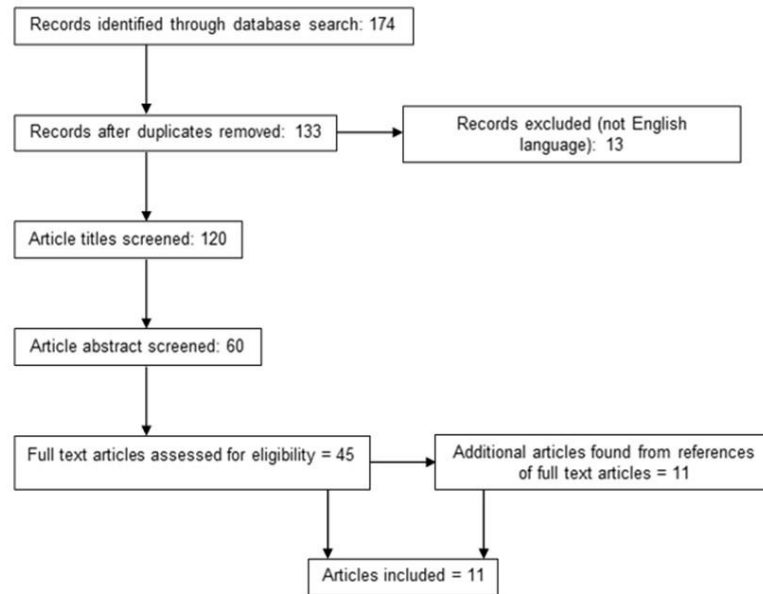 Records identified through database search: 174
Records after duplicates removed: 133
Records excluded (not English
language): 13
Article titles screened: 120
Article abstract screened: 60
Full text articles assessed for eligibility = 45
Additional articles found from references
of full text articles = 11
Articles included = 11